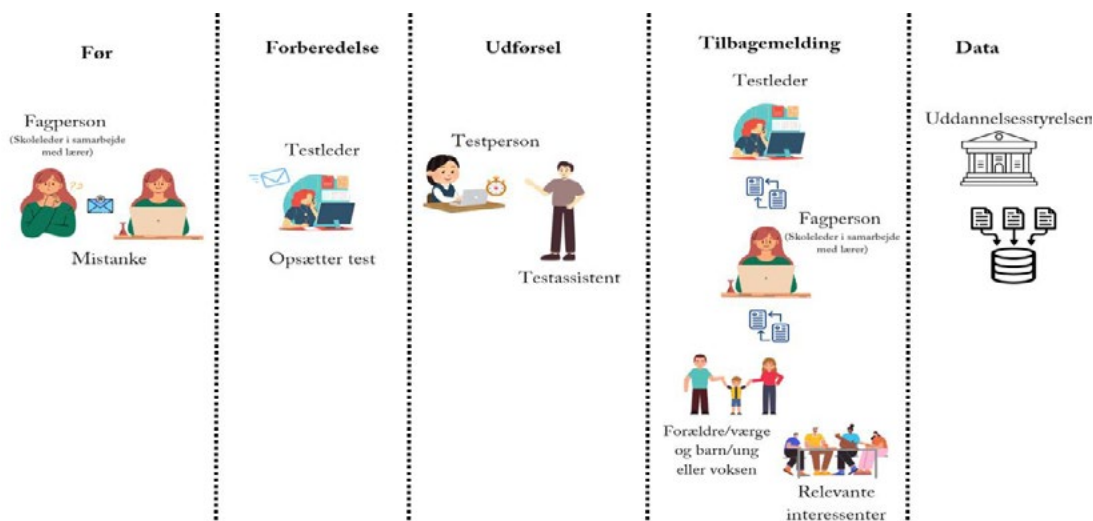 Før
Fagperson
(Skoleleder i samarbejde
med lærer)
Mistanke
Forberedelse
Testleder
Opsætter test
Udførsel
Testperson
Testassistent
Tilbagemelding
Testleder
Fagperson
(Skoleleder i samarbejde
med lærer)
Forældre/værge
og barn/ung
eller voksen
Relevante
interessenter
Data
Uddannelsesstyrelsen